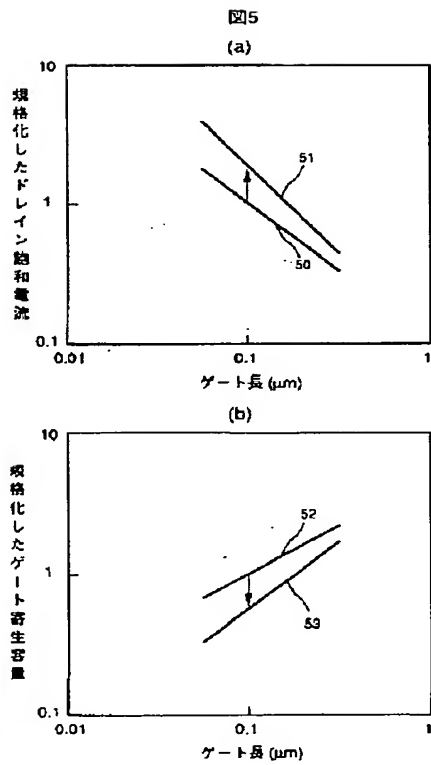 図5
(a)
規格化したドレイン飽和電流
10
1
0.1
51
50
0.01
0.1
1
ゲート長 (μm)
(b)
規格化したゲート寄生容量
10
1
0.1
52
53
0.01
0.1
1
ゲート長 (μm)